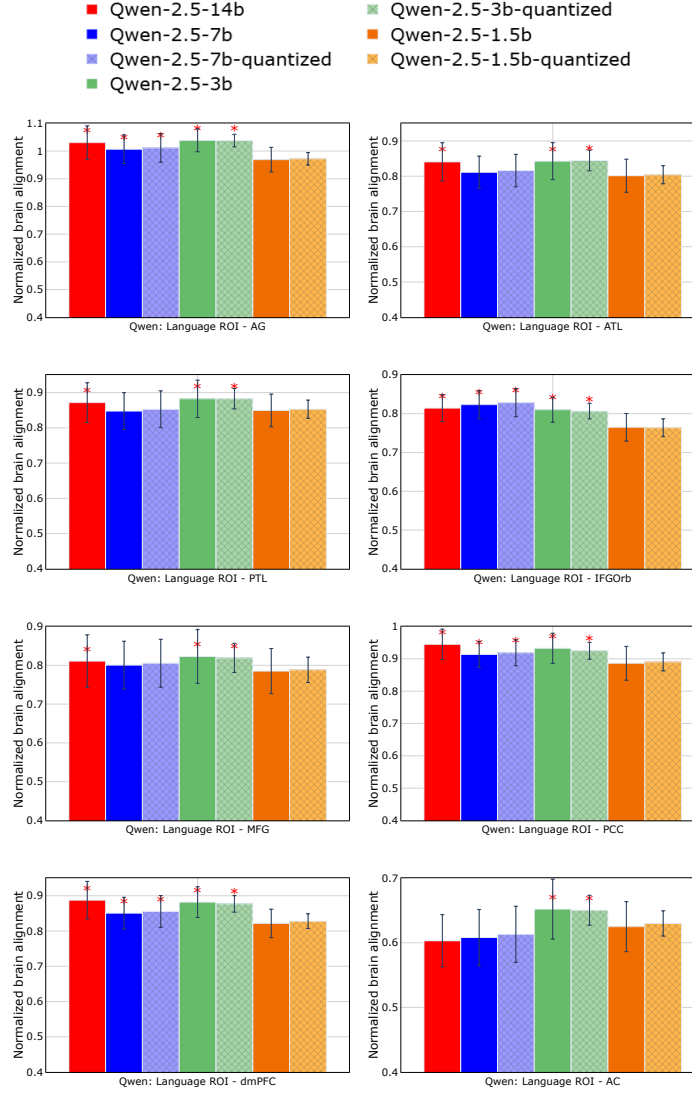 Qwen-2.5-14b
Qwen-2.5-7b
Qwen-2.5-7b-quantized
Qwen-2.5-3b
Qwen-2.5-3b-quantized
Qwen-2.5-1.5b
Qwen-2.5-1.5b-quantized
Normalized brain alignment
1.1
1
0.9
0.8
0.7
0.6
0.5
0.4
* * * * *
Qwen: Language ROI - AG
Normalized brain alignment
0.9
0.8
0.7
0.6
0.5
0.4
* * *
Qwen: Language ROI - ATL
Normalized brain alignment
0.9
0.8
0.7
0.6
0.5
0.4
* * *
Qwen: Language ROI - PTL
Normalized brain alignment
0.9
0.8
0.7
0.6
0.5
0.4
* * * * *
Qwen: Language ROI - IFGOrb
Normalized brain alignment
0.9
0.8
0.7
0.6
0.5
0.4
* * *
Qwen: Language ROI - MFG
Normalized brain alignment
1
0.9
0.8
0.7
0.6
0.5
0.4
* * * * *
Qwen: Language ROI - PCC
Normalized brain alignment
0.9
0.8
0.7
0.6
0.5
0.4
* * * * *
Qwen: Language ROI - dmPFC
Normalized brain alignment
0.7
0.6
0.5
0.4
* *
Qwen: Language ROI - AC